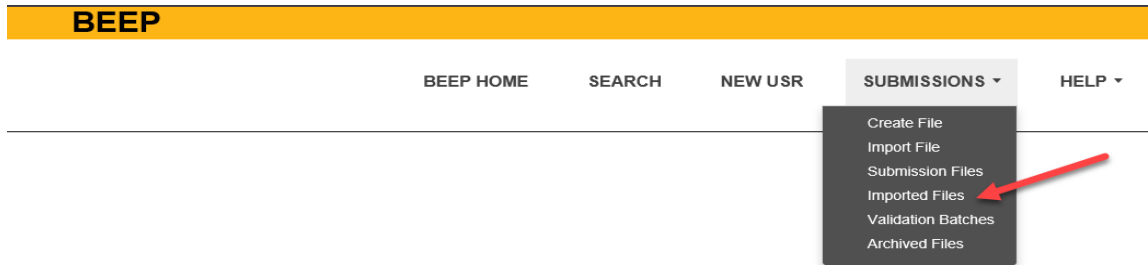 BEEP
BEEP HOME SEARCH NEW USR SUBMISSIONS HELP
Create File
Import File
Submission Files
Imported Files
Validation Batches
Archived Files